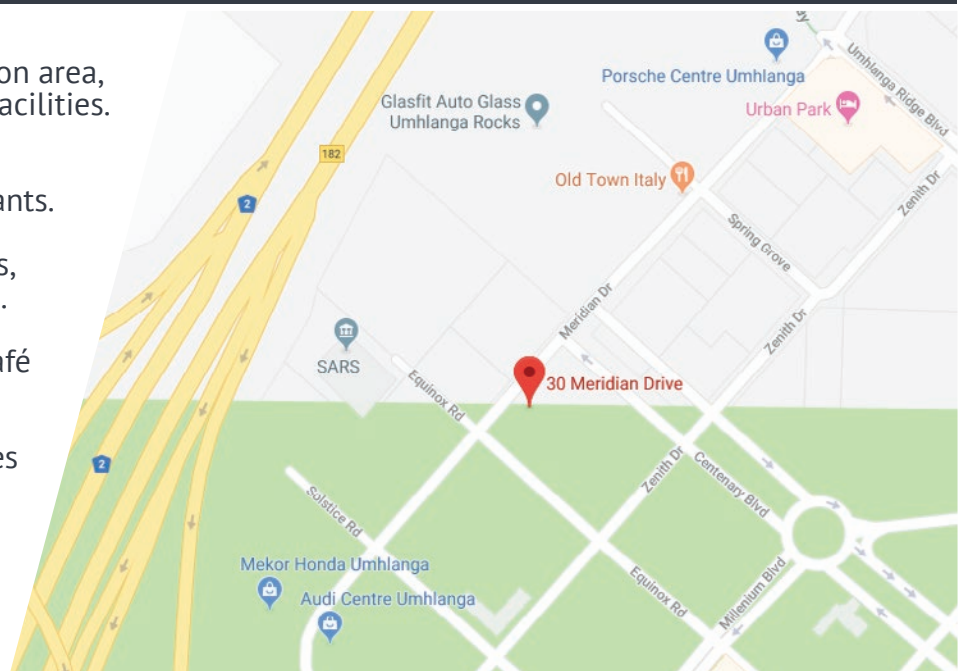 on area,
acilities.
ants.
s,
.
afé
es
Porsche Centre Umhlanga
Umhlanga Ridge Blvd
Glasfit Auto Glass
Umhlanga Rocks
Urban Park
182
Old Town Italy
Zenith Dr
2
Spring Grove
Meridian Dr
Zenith Dr
SARS
Equinox Rd
30 Meridian Drive
2
Zenith Dr
Centenary Blvd
Solstice Rd
Mekor Honda Umhlanga
Equinox Rd
Millenium Blvd
Audi Centre Umhlanga